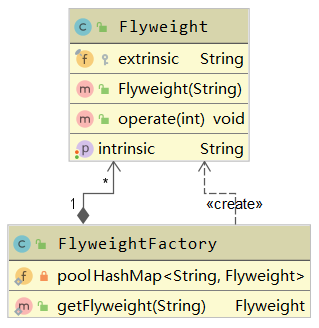 C Flyweight
f extrinsic String
m Flyweight(String)
m operate(int) void
p intrinsic String
*
1
«create»
C FlyweightFactory
f pool HashMap<String, Flyweight>
m getFlyweight(String) Flyweight